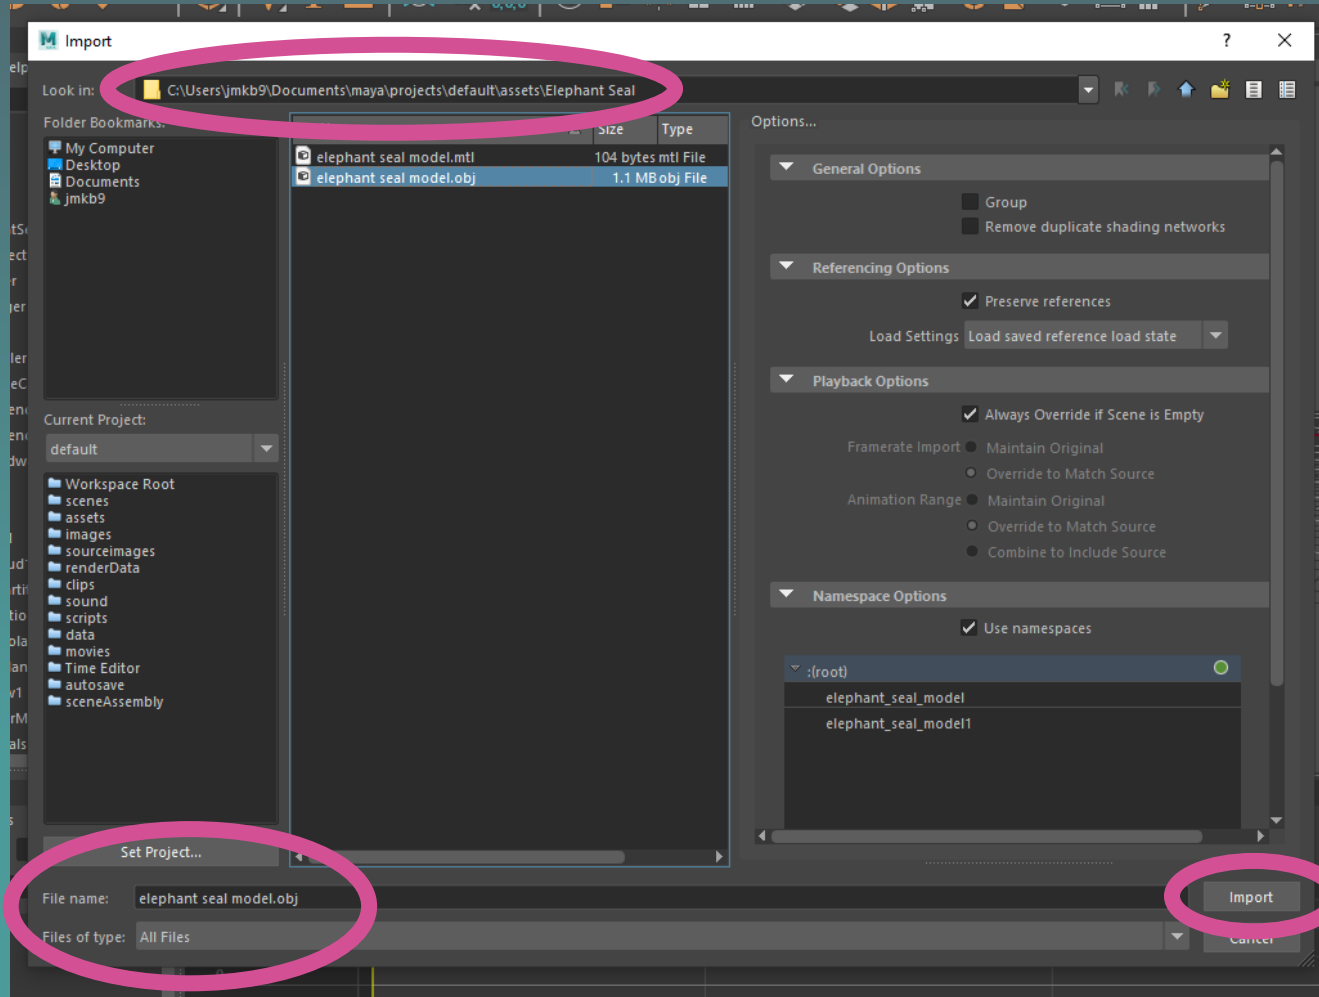 Import
Look in: C:\Users\jmkb9\Documents\maya\projects\default\assets\Elephant Seal
Folder Bookmarks:
My Computer
Desktop
Documents
jmkb9
Size Type
elephant seal model.mtl 104 bytes mtl File
elephant seal model.obj 1.1 MB obj File
Current Project:
default
Workspace Root
scenes
assets
images
sourceimages
renderData
clips
sound
scripts
data
movies
Time Editor
autosave
sceneAssembly
Set Project...
Options...
General Options
Group
Remove duplicate shading networks
Referencing Options
Preserve references
Load Settings Load saved reference load state
Playback Options
Always Override if Scene is Empty
Framerate Import Maintain Original
Override to Match Source
Animation Range Maintain Original
Override to Match Source
Combine to Include Source
Namespace Options
Use namespaces
:(root)
elephant_seal_model
elephant_seal_model1
File name: elephant seal model.obj
Import
Files of type: All Files
Cancel